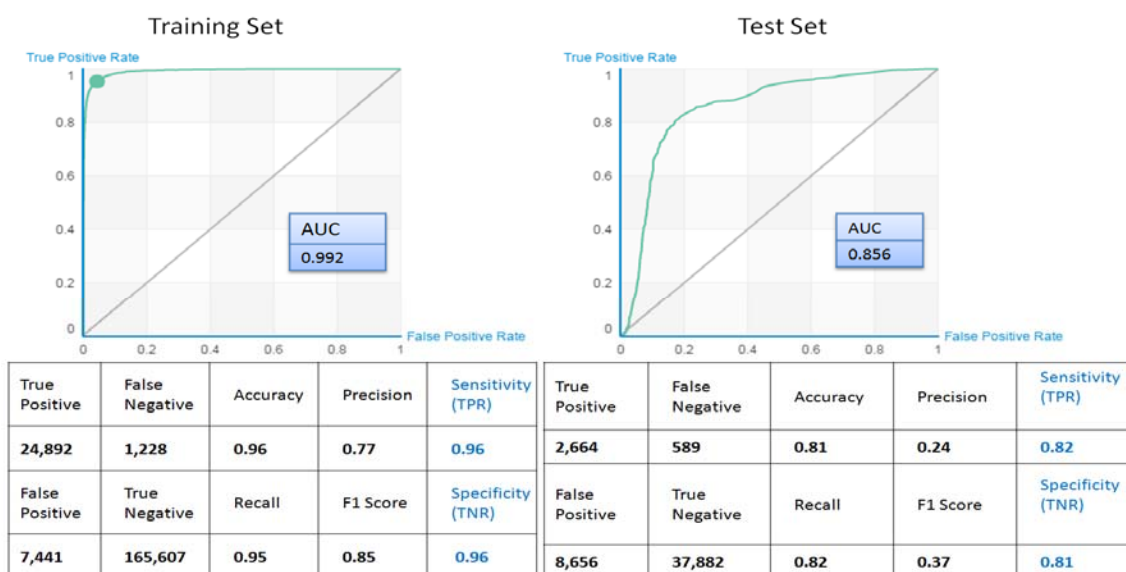 Training Set
True Positive Rate
1
0.8
0.6
0.4
0.2
0
AUC
0.992
False Positive Rate
0 0.2 0.4 0.6 0.8 1
True Positive False Negative Accuracy Precision Sensitivity (TPR)
24,892 1,228 0.96 0.77 0.96
False Positive True Negative Recall F1 Score Specificity (TNR)
7,441 165,607 0.95 0.85 0.96
Test Set
True Positive Rate
1
0.8
0.6
0.4
0.2
0
AUC
0.856
False Positive Rate
0 0.2 0.4 0.6 0.8 1
True Positive False Negative Accuracy Precision Sensitivity (TPR)
2,664 589 0.81 0.24 0.82
False Positive True Negative Recall F1 Score Specificity (TNR)
8,656 37,882 0.82 0.37 0.81